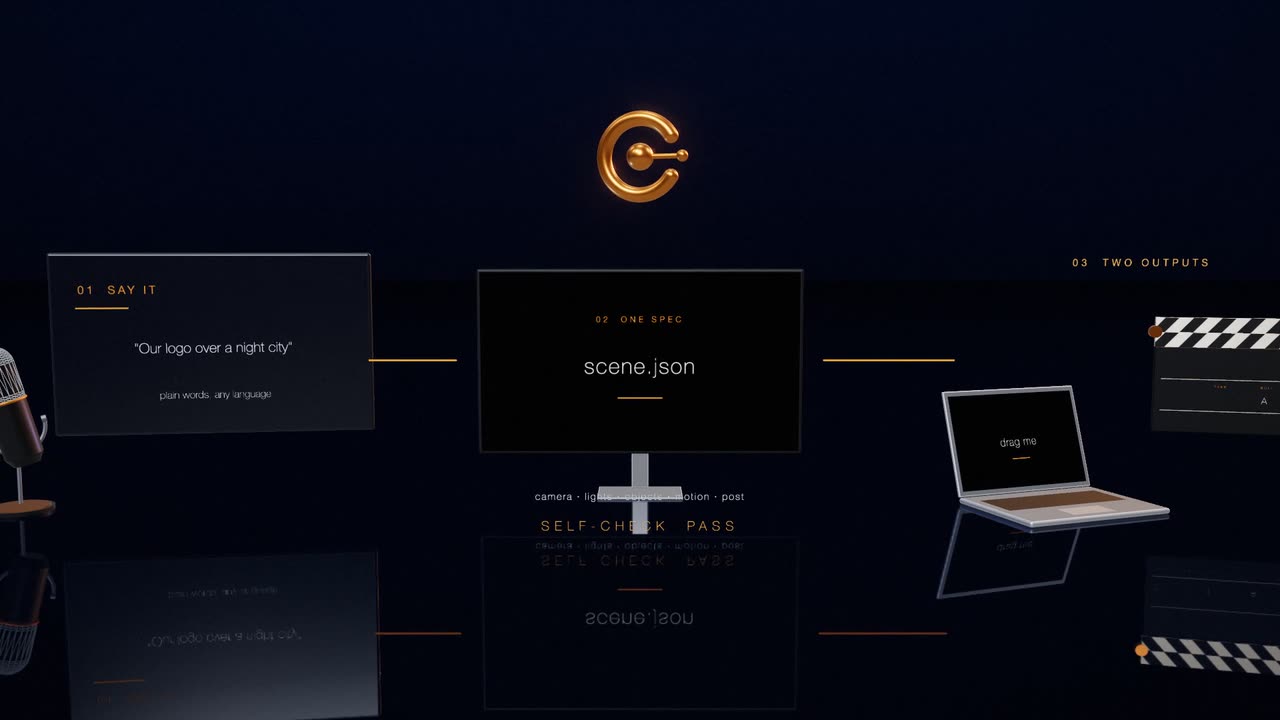 01 SAY IT
"Our logo over a night city"
plain words, any language
02 ONE SPEC
scene.json
camera · lights · objects · motion · post
SELF-CHECK PASS
03 TWO OUTPUTS
drag me
A